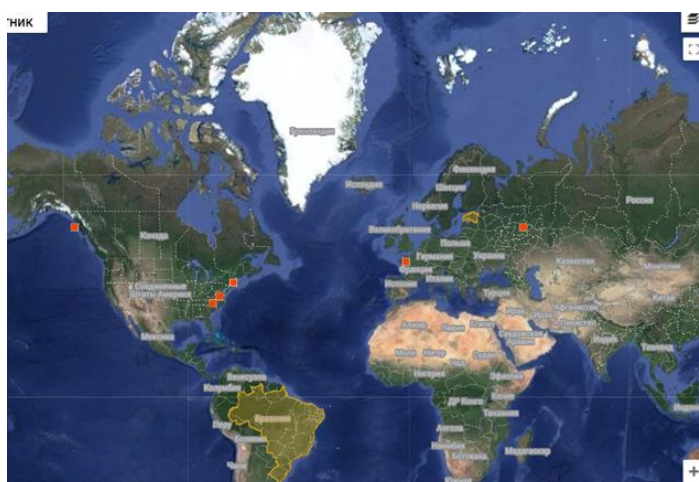 тник
Гренландия
Исландия
Финляндия
Швеция
Норвегия
Россия
Канада
Великобритания
Польша
Германия
Украина
Франция
Казахстан
Монголия
Соединенные
Штаты Америки
Испания
Италия
Турция
Китай
Мексика
Алжир
Ливия
Египет
Ирак
Иран
Афганистан
Пакистан
Саудовская
Аравия
Индия
Таиланд
Мали
Нигер
Чад
Судан
Нигерия
Эфиопия
Венесуэла
Колумбия
ДР Конго
Кения
Танзания
Перу
Бразилия
Боливия
Ангола
Намибия
Ботсвана
Мадагаскар
Чили